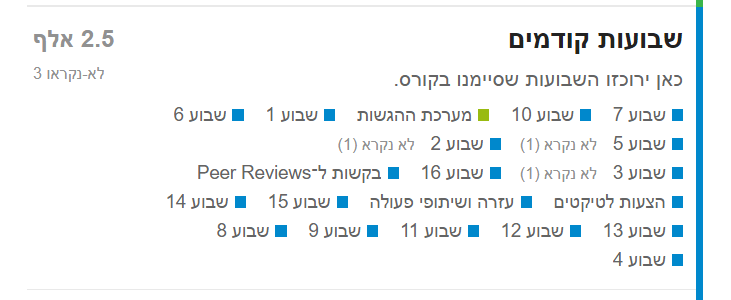 שבועות קודמים
2.5 אלף
כאן ירוכזו השבועות שסיימנו בקורס.
לא-נקראו 3
שבוע 7 שבוע 10 מערכת ההגשות שבוע 1 שבוע 6
שבוע 5 לא נקרא (1) שבוע 2 לא נקרא (1)
שבוע 3 לא נקרא (1) שבוע 16 בקשות ל־Peer Reviews
הצעות לטיקטים עזרה ושיתופי פעולה שבוע 15 שבוע 14
שבוע 13 שבוע 12 שבוע 11 שבוע 9 שבוע 8
שבוע 4